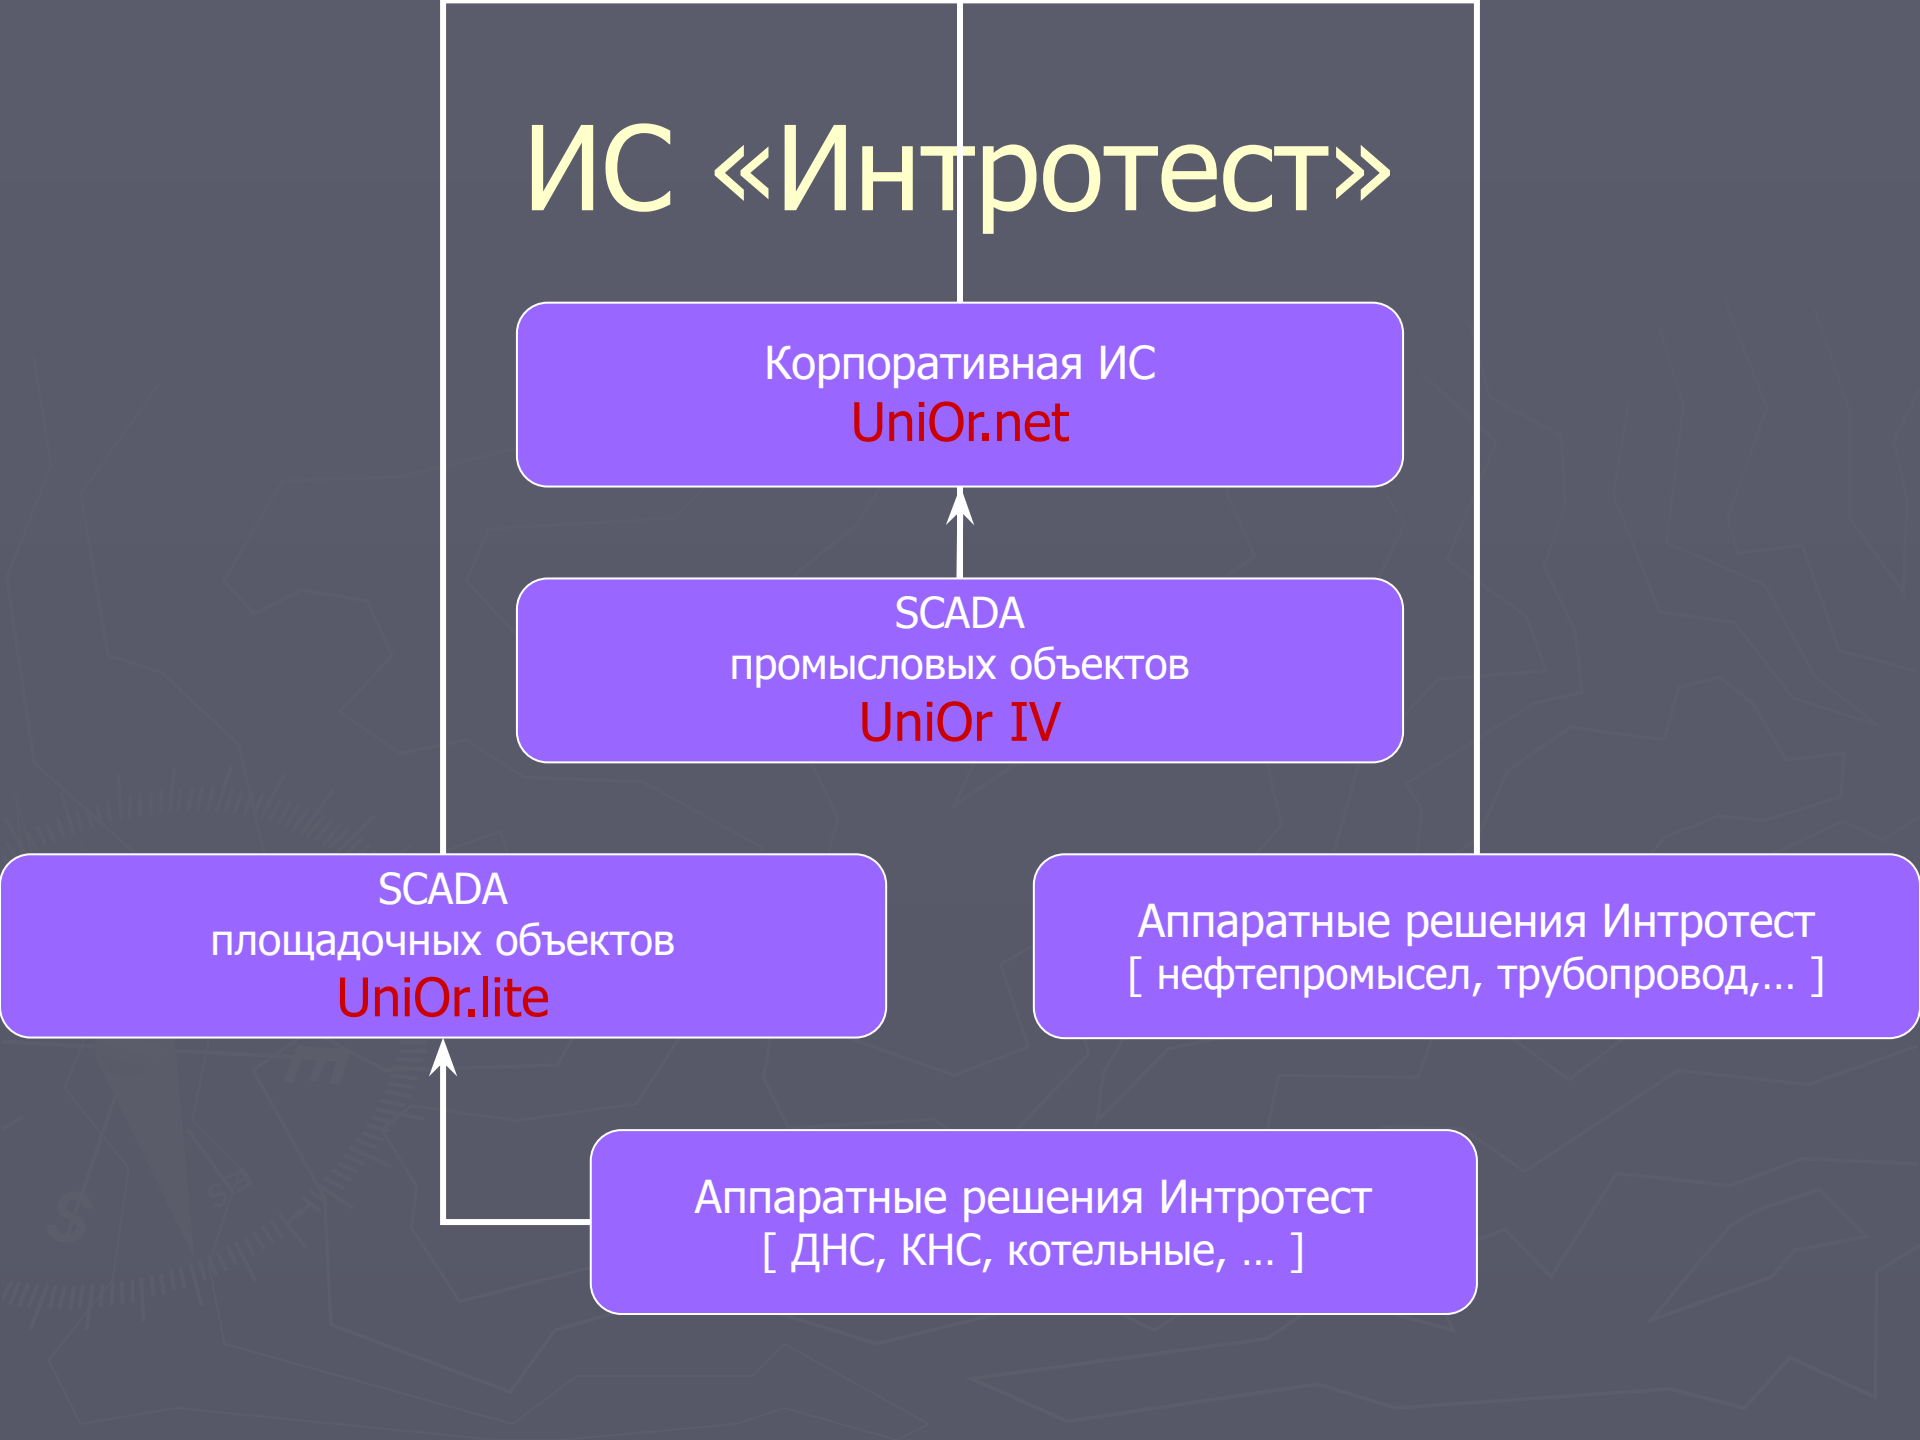 ИС «Интротест»
Корпоративная ИС
UniOr.net
SCADA
промысловых объектов
UniOr IV
SCADA
площадочных объектов
UniOr.lite
Аппаратные решения Интротест
[ нефтепромысел, трубопровод,… ]
Аппаратные решения Интротест
[ ДНС, КНС, котельные, … ]